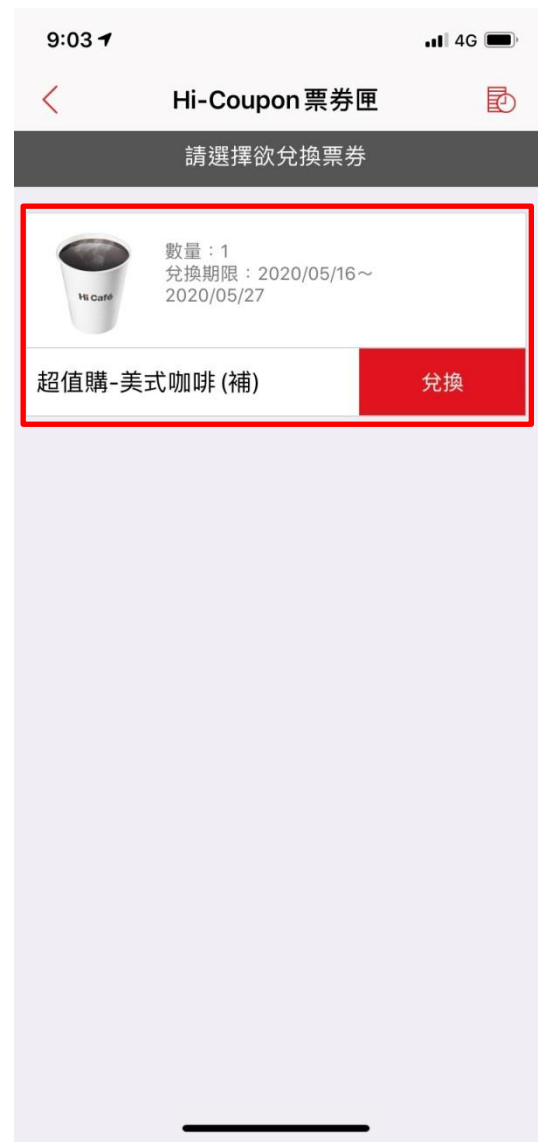 9:03
4G
Hi-Coupon票券匣
請選擇欲兌換票券
Hi Café
數量：1
兌換期限：2020/05/16～
2020/05/27
超值購-美式咖啡 (補)
兌換